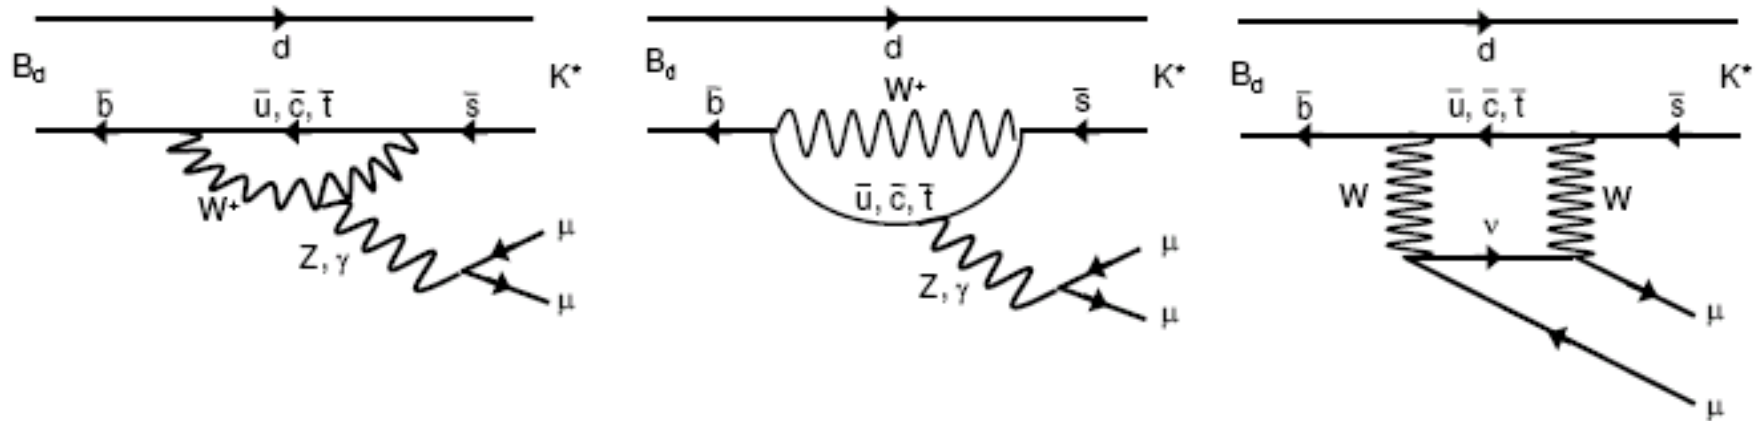 d
B_d
K*
b̄
ū, c̄, t̄
s̄
W+
Z, γ
μ
μ
d
B_d
K*
W+
b̄
s̄
ū, c̄, t̄
Z, γ
μ
μ
d
B_d
K*
b̄
ū, c̄, t̄
s̄
W
W
ν
μ
μ